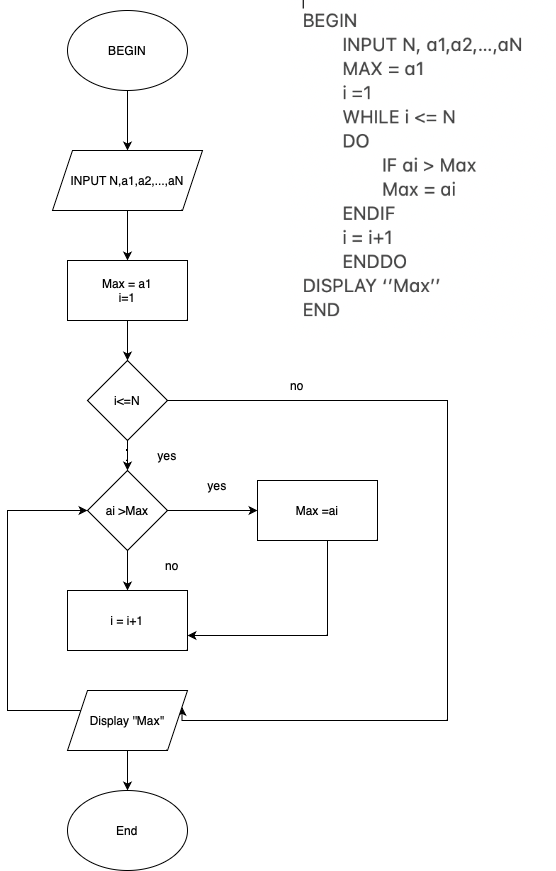 BEGIN
INPUT N,a1,a2,...,aN
Max = a1
i=1
i<=N
no
yes
ai >Max
yes
Max =ai
no
i = i+1
Display "Max"
End
BEGIN
INPUT N, a1,a2,...,aN
MAX = a1
i =1
WHILE i <= N
DO
IF ai > Max
Max = ai
ENDIF
i = i+1
ENDDO
DISPLAY ‘’Max’’
END